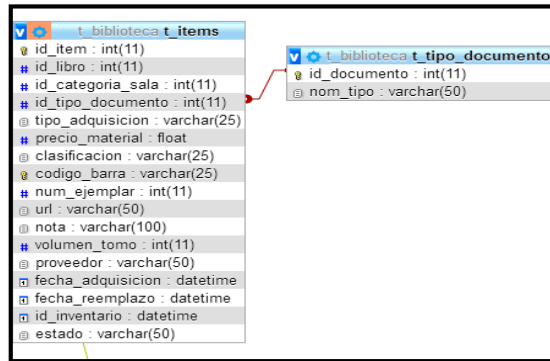 t_biblioteca t_items
id_item : int(11)
id_libro : int(11)
id_categoria_sala : int(11)
id_tipo_documento : int(11)
tipo_adquisicion : varchar(25)
precio_material : float
clasificacion : varchar(25)
codigo_barra : varchar(25)
num_ejemplar : int(11)
url : varchar(50)
nota : varchar(100)
volumen_tomo : int(11)
proveedor : varchar(50)
fecha_adquisicion : datetime
fecha_reemplazo : datetime
id_inventario : datetime
estado : varchar(50)
t_biblioteca t_tipo_documento
id_documento : int(11)
nom_tipo : varchar(50)